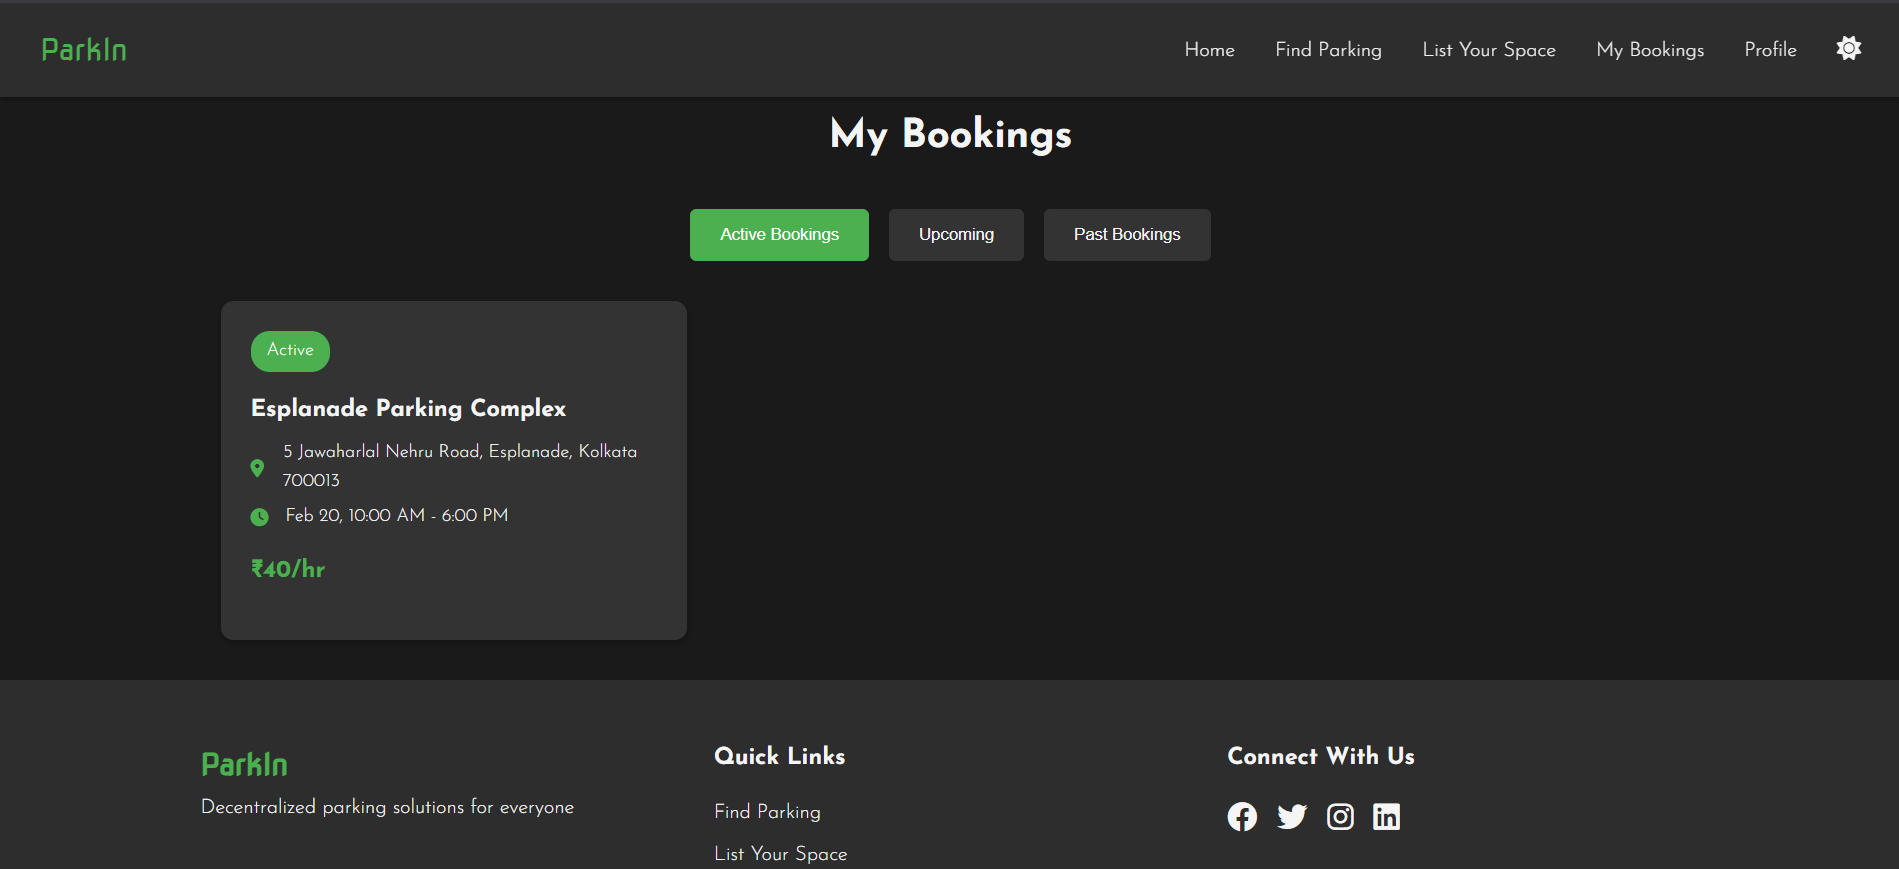 ParkIn
Home Find Parking List Your Space My Bookings Profile
My Bookings
Active Bookings Upcoming Past Bookings
Active
Esplanade Parking Complex
5 Jawaharlal Nehru Road, Esplanade, Kolkata
700013
Feb 20, 10:00 AM - 6:00 PM
₹40/hr
ParkIn
Decentralized parking solutions for everyone
Quick Links
Find Parking
List Your Space
Connect With Us